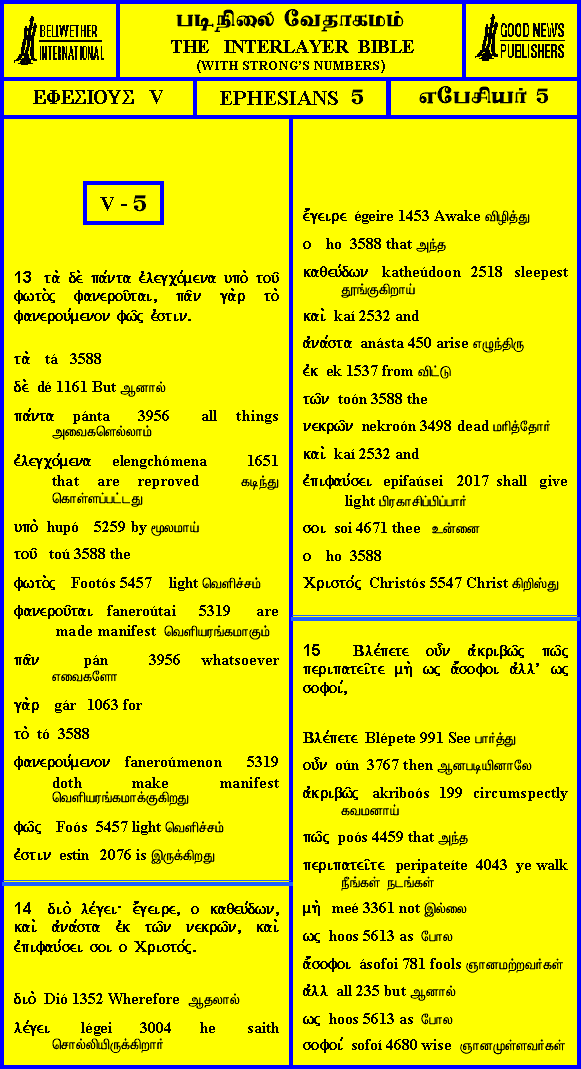 BELLWETHER
INTERNATIONAL
படிநிலை வேதாகமம்
THE INTERLAYER BIBLE
(WITH STRONG'S NUMBERS)
GOOD NEWS
PUBLISHERS
ΕΦΕΣΙΟΥΣ V
EPHESIANS 5
எபேசியர் 5
V - 5
13 τὰ δὲ πάντα ἐλεγχόμενα υπὸ τοῦ
φωτὸς φανεροῦται, πᾶν γὰρ τὸ
φανερούμενον φῶς ἐστιν.
τὰ tá 3588
δὲ dé 1161 But ஆனால்
πάντα pánta 3956 all things
அவைகளெல்லாம்
ἐλεγχόμενα elengchómena 1651
that are reproved கடிந்து
கொள்ளப்பட்டது
υπὸ hupó 5259 by மூலமாய்
τοῦ toú 3588 the
φωτὸς Footós 5457 light வெளிச்சம்
φανεροῦται faneroútai 5319 are
made manifest வெளியரங்கமாகும்
πᾶν pán 3956 whatsoever
எவைகளோ
γὰρ gár 1063 for
τὸ tó 3588
φανερούμενον faneroúmenon 5319
doth make manifest
வெளியரங்கமாக்குகிறது
φῶς Foós 5457 light வெளிச்சம்
ἐστιν estin 2076 is இருக்கிறது
14 διὸ λέγει· ἔγειρε, ο καθεύδων,
καὶ ἀνάστα ἐκ τῶν νεκρῶν, καὶ
ἐπιφαύσει σοι ο Χριστός.
διὸ Dió 1352 Wherefore ஆதலால்
λέγει légei 3004 he saith
சொல்லியிருக்கிறார்
ἔγειρε égeire 1453 Awake விழித்து
ο ho 3588 that அந்த
καθεύδων katheúdoon 2518 sleepest
தூங்குகிறாய்
καὶ kaí 2532 and
ἀνάστα anásta 450 arise எழுந்திரு
ἐκ ek 1537 from விட்டு
τῶν toón 3588 the
νεκρῶν nekroón 3498 dead மரித்தோர்
καὶ kaí 2532 and
ἐπιφαύσει epifaúsei 2017 shall give
light பிரகாசிப்பிப்பார்
σοι soi 4671 thee உன்னை
ο ho 3588
Χριστός Christós 5547 Christ கிறிஸ்து
15 Βλέπετε οὖν ἀκριβῶς πῶς
περιπατεῖτε μὴ ως ἄσοφοι ἀλλ' ως
σοφοί,
Βλέπετε Blépete 991 See பார்த்து
οὖν oún 3767 then ஆனபடியினாலே
ἀκριβῶς akriboós 199 circumspectly
கவமனாய்
πῶς poós 4459 that அந்த
περιπατεῖτε peripateíte 4043 ye walk
நீங்கள் நடங்கள்
μὴ meé 3361 not இல்லை
ως hoos 5613 as போல
ἄσοφοι ásofoi 781 fools ஞானமற்றவர்கள்
ἀλλ all 235 but ஆனால்
ως hoos 5613 as போல
σοφοί sofoí 4680 wise ஞானமுள்ளவர்கள்